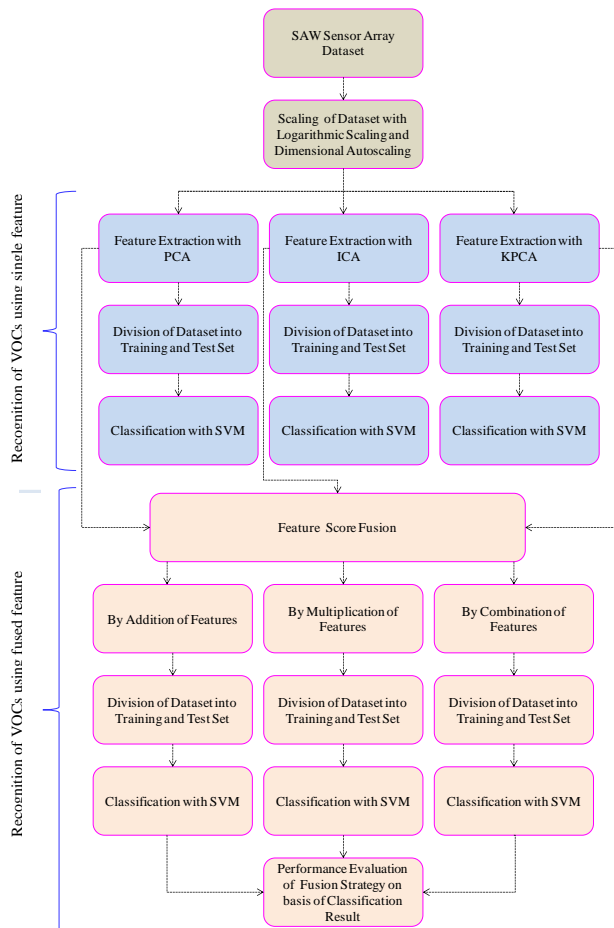 SAW Sensor Array
Dataset
Scaling of Dataset with
Logarithmic Scaling and
Dimensional Autoscaling
Recognition of VOCs using single feature
Feature Extraction with
PCA
Feature Extraction with
ICA
Feature Extraction with
KPCA
Division of Dataset into
Training and Test Set
Division of Dataset into
Training and Test Set
Division of Dataset into
Training and Test Set
Classification with SVM
Classification with SVM
Classification with SVM
Recognition of VOCs using fused feature
Feature Score Fusion
By Addition of Features
By Multiplication of
Features
By Combination of
Features
Division of Dataset into
Training and Test Set
Division of Dataset into
Training and Test Set
Division of Dataset into
Training and Test Set
Classification with SVM
Classification with SVM
Classification with SVM
Performance Evaluation
of Fusion Strategy on
basis of Classification
Result